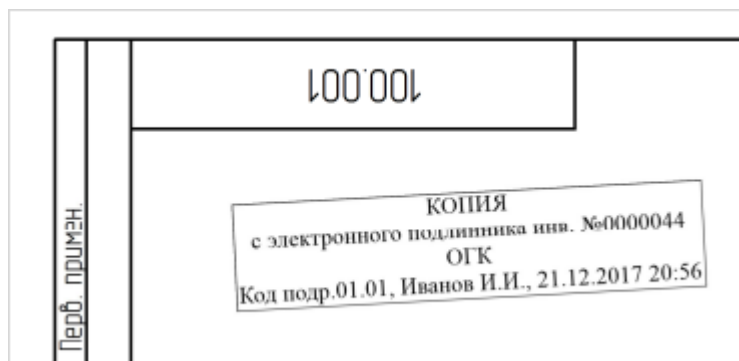 100.001
Перв. примен.
КОПИЯ
с электронного подлинника инв. №0000044
ОГК
Код подр.01.01, Иванов И.И., 21.12.2017 20:56